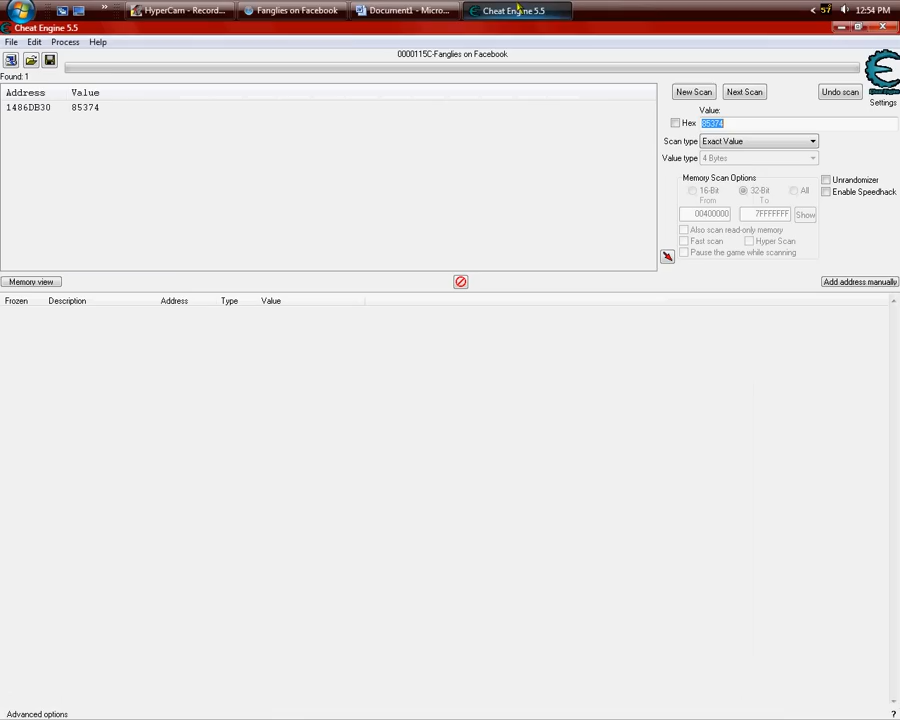 HyperCam - Record... Fanglies on Facebook Document1 - Micro... Cheat Engine 5.5 < 57 12:54 PM
Cheat Engine 5.5
File Edit Process Help
0000115C-Fanglies on Facebook
Found: 1
Address Value
1486DB30 85374
New Scan Next Scan Undo scan
Settings
Value:
Hex 85374
Scan type Exact Value
Value type 4 Bytes
Memory Scan Options
16-Bit 32-Bit All
From To
00400000 7FFFFFFF Show
Also scan read-only memory
Fast scan Hyper Scan
Pause the game while scanning
Unrandomizer
Enable Speedhack
Memory view Add address manually
Frozen Description Address Type Value
Advanced options ?